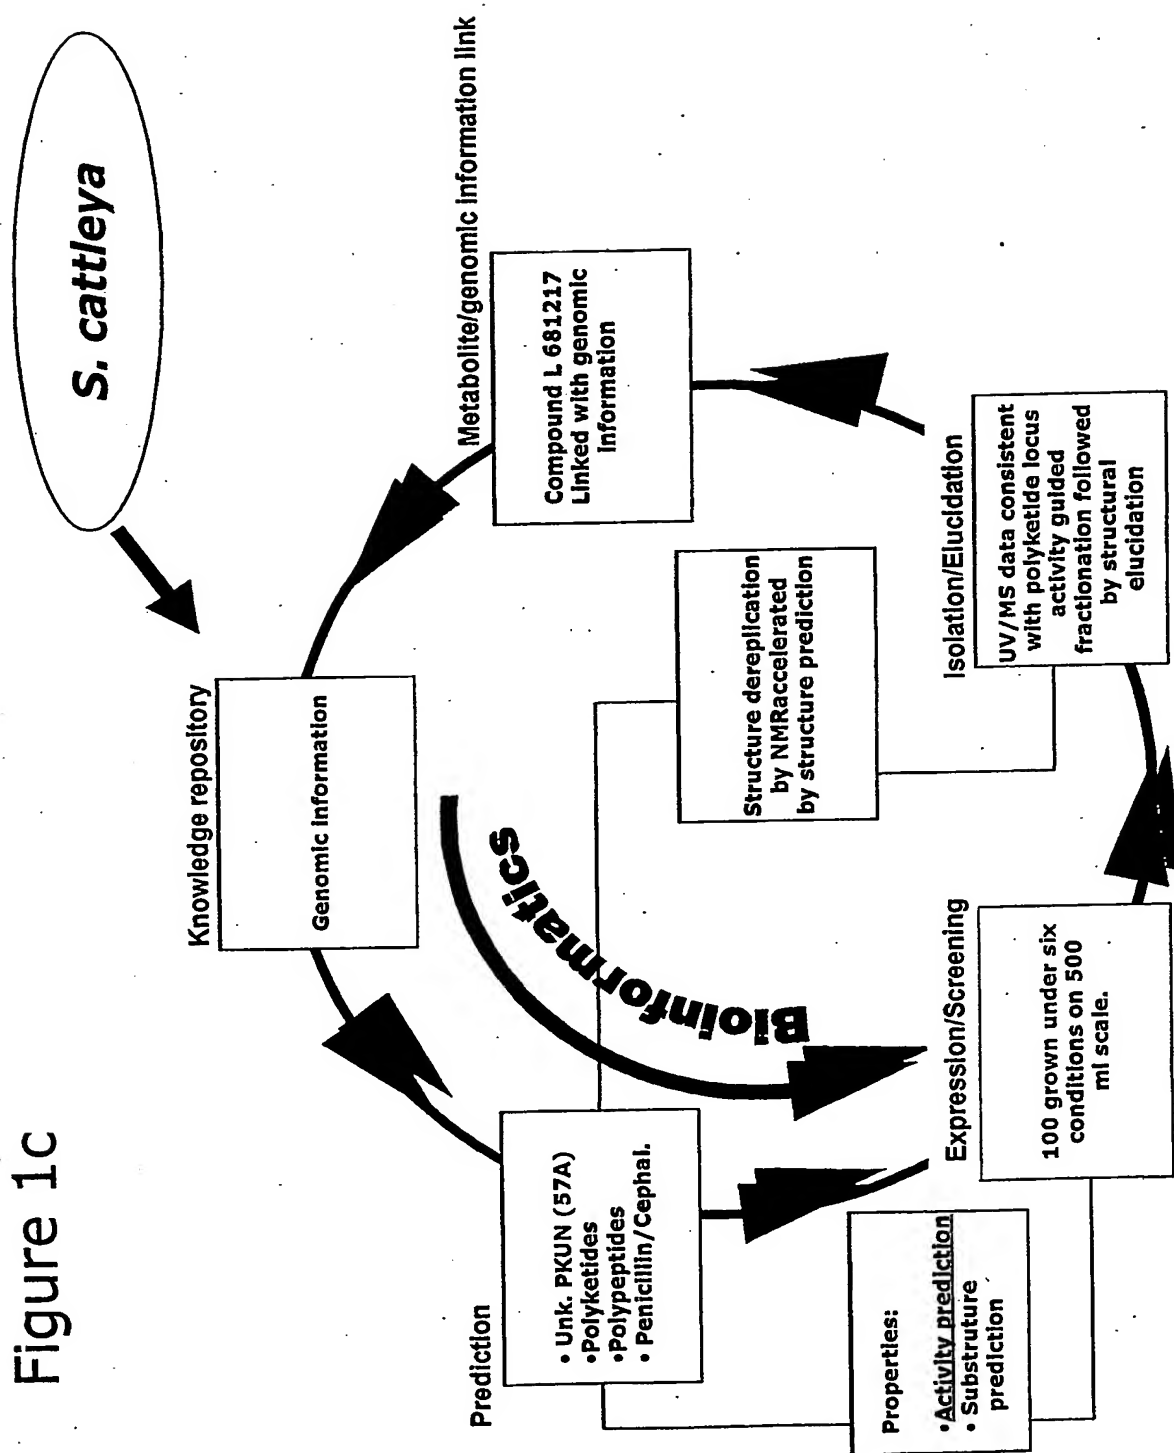 Figure 1c
S. cattleya
Knowledge repository
Genomic Information
Metabolite/genomic information link
Compound L 681217
Linked with genomic
Information
Prediction
• Unk. PKUN (57A)
•Polyketides
•Polypeptides
• Penicillin/Cephal.
Bioinformatics
Structure dereplication
by NMRaccelerated
by structure prediction
Properties:
•Activity prediction
• Substruture
prediction
Expression/Screening
100 grown under six
conditions on 500
ml scale.
Isolation/Elucidation
UV/MS data consistent
with polyketide locus
activity guided
fractionation followed
by structural
elucidation